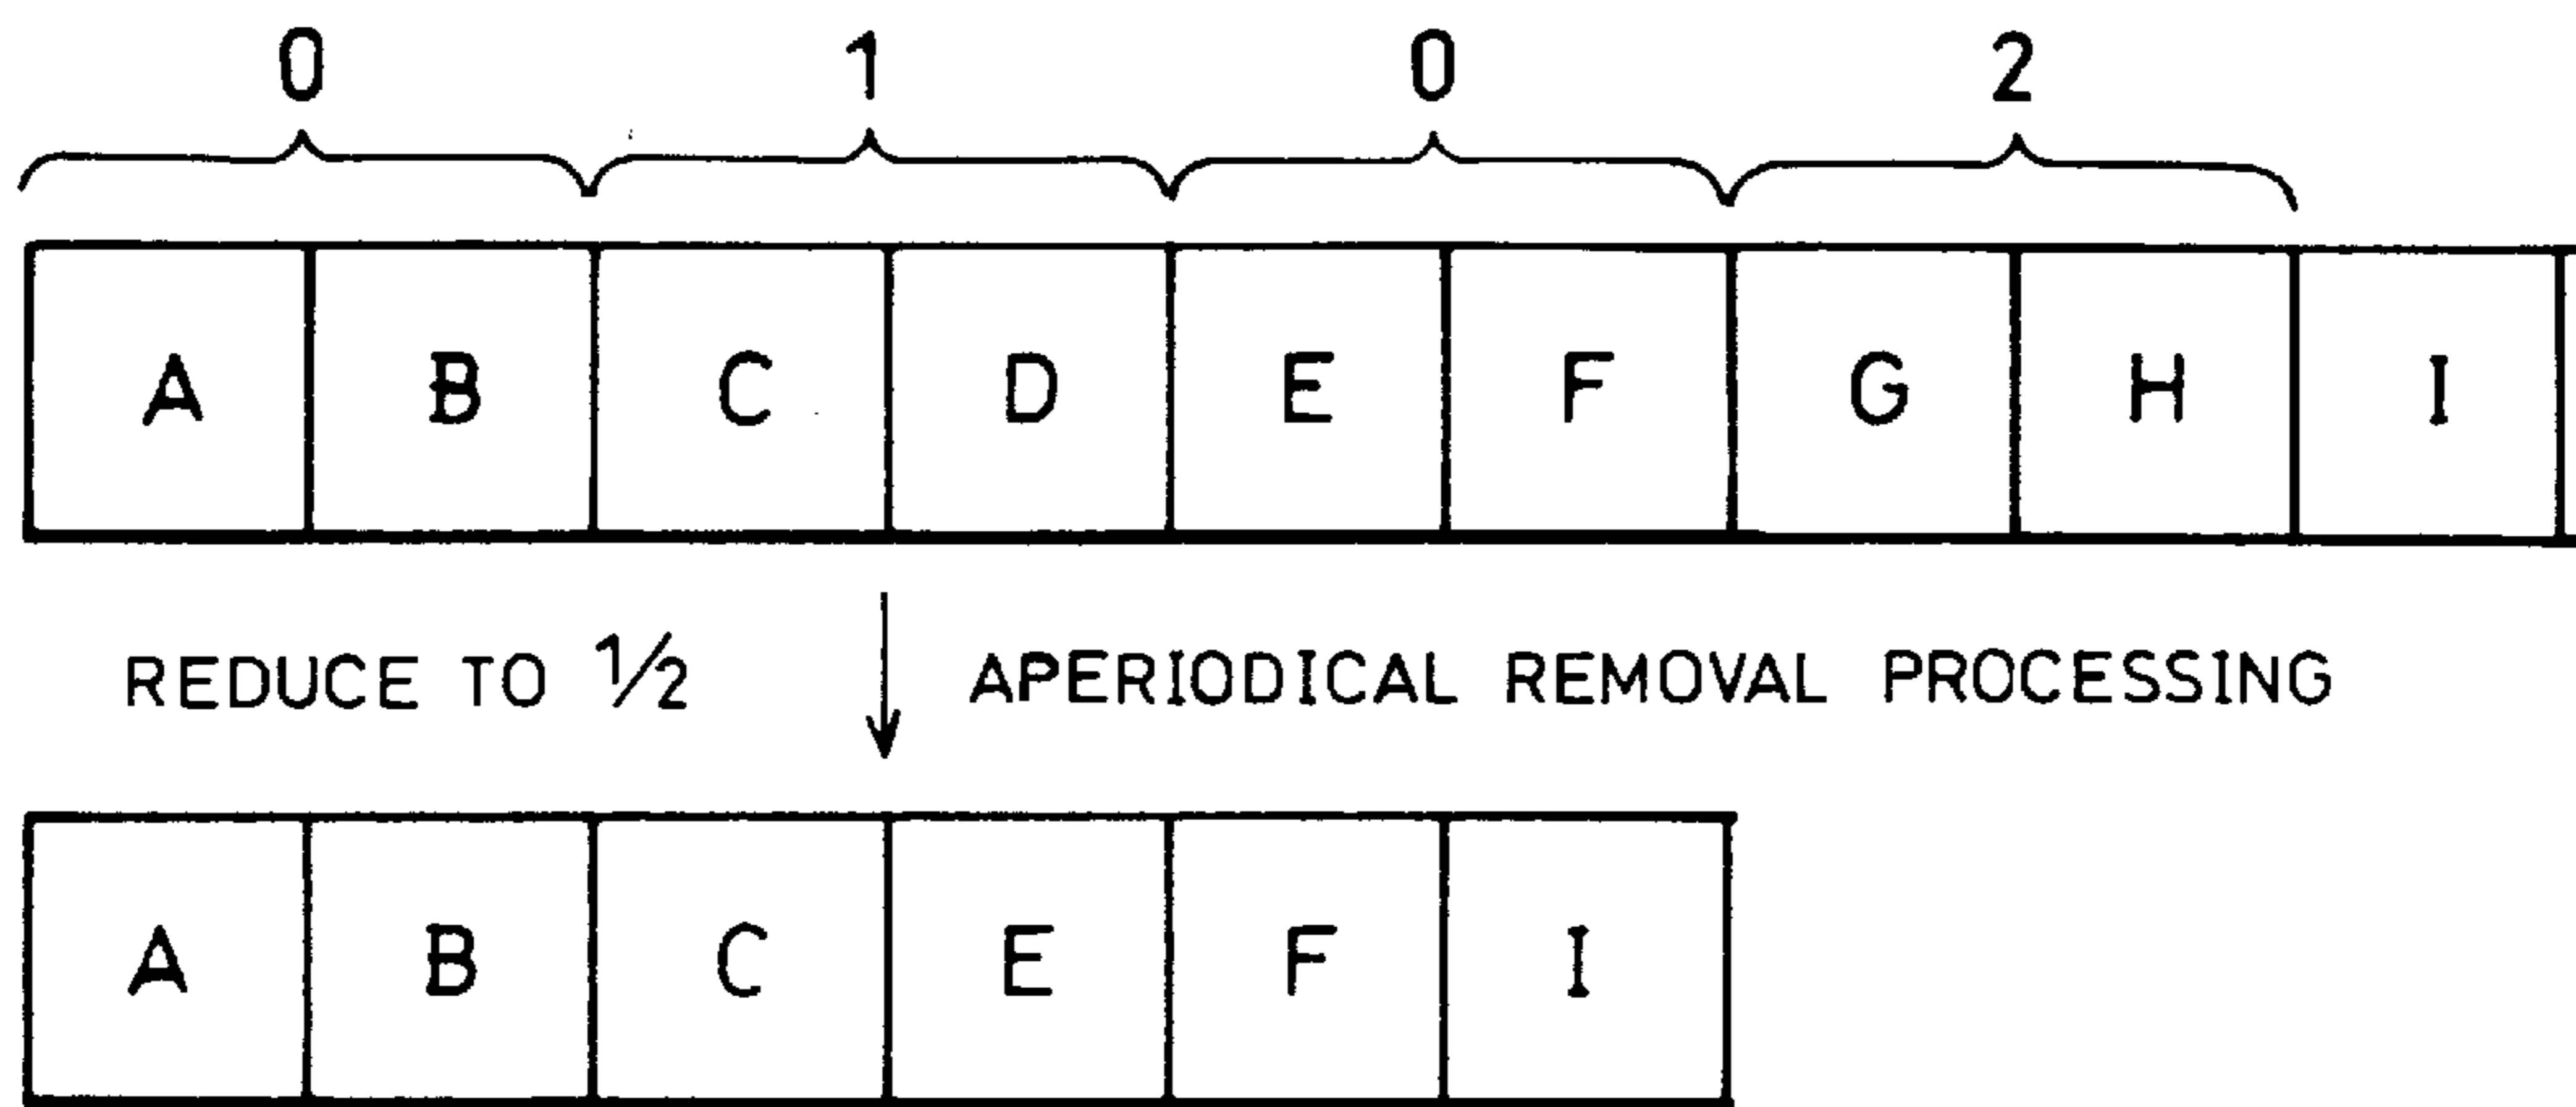 0 1 0 2
A B C D E F G H I
REDUCE TO 1/2 APERIODICAL REMOVAL PROCESSING
A B C E F I